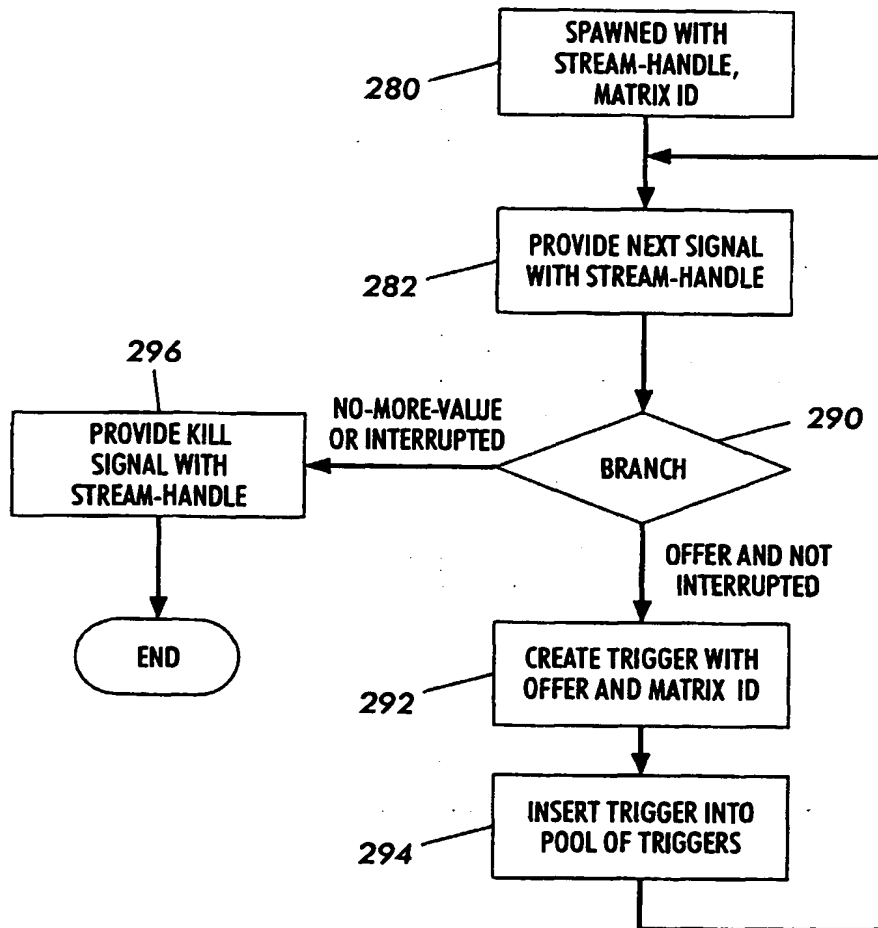 SPAWNED WITH
STREAM-HANDLE,
MATRIX ID
280
PROVIDE NEXT SIGNAL
WITH STREAM-HANDLE
282
296
NO-MORE-VALUE
OR INTERRUPTED
290
PROVIDE KILL
SIGNAL WITH
STREAM-HANDLE
BRANCH
OFFER AND NOT
INTERRUPTED
END
CREATE TRIGGER WITH
OFFER AND MATRIX ID
292
INSERT TRIGGER INTO
POOL OF TRIGGERS
294